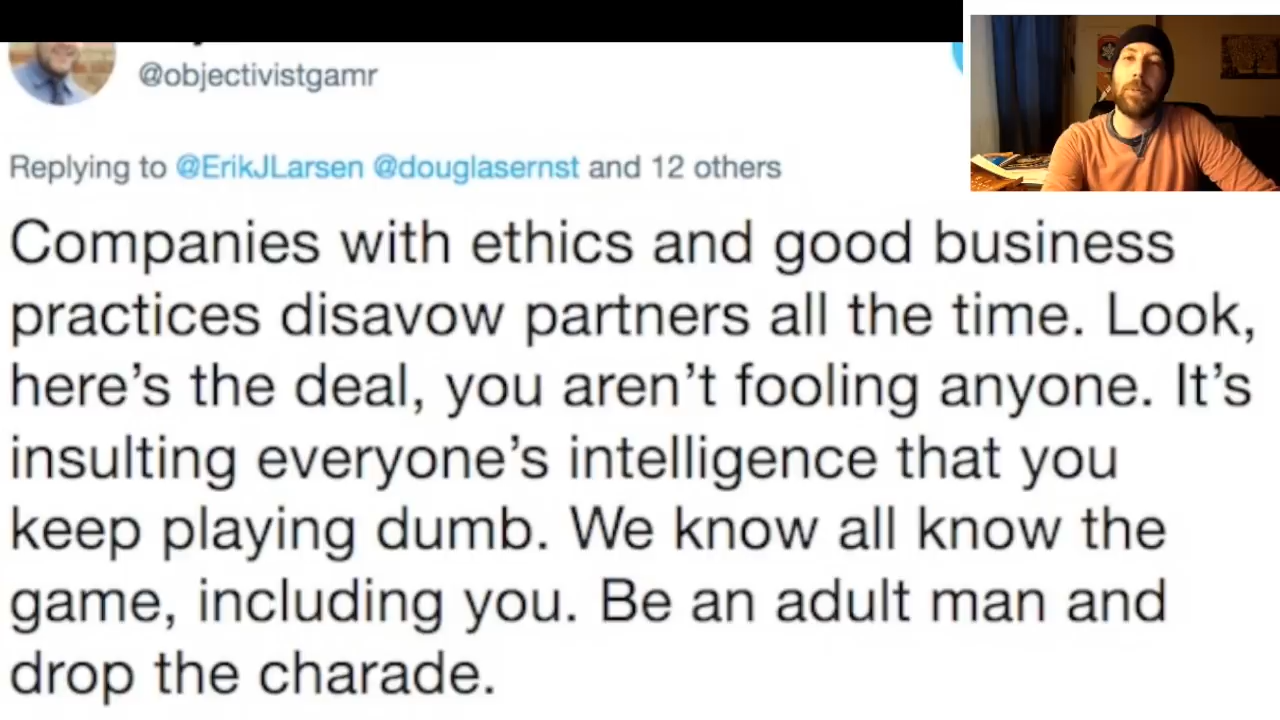 @objectivistgamr
Replying to @ErikJLarsen @douglasernst and 12 others
Companies with ethics and good business
practices disavow partners all the time. Look,
here’s the deal, you aren’t fooling anyone. It’s
insulting everyone’s intelligence that you
keep playing dumb. We know all know the
game, including you. Be an adult man and
drop the charade.